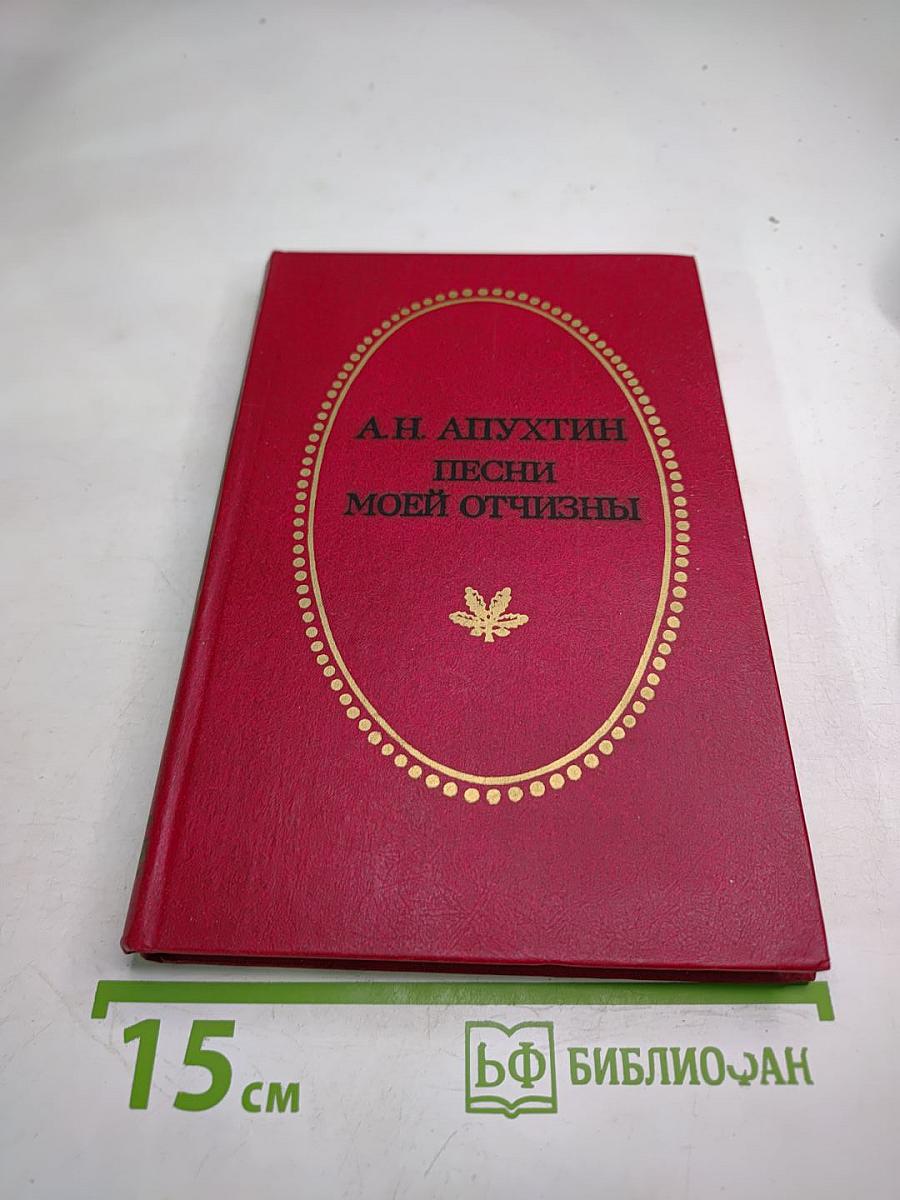 А.Н. АПУХТИН
ПЕСНИ
МОЕЙ ОТЧИЗНЫ
15 см
БФ БИБЛИОФАН